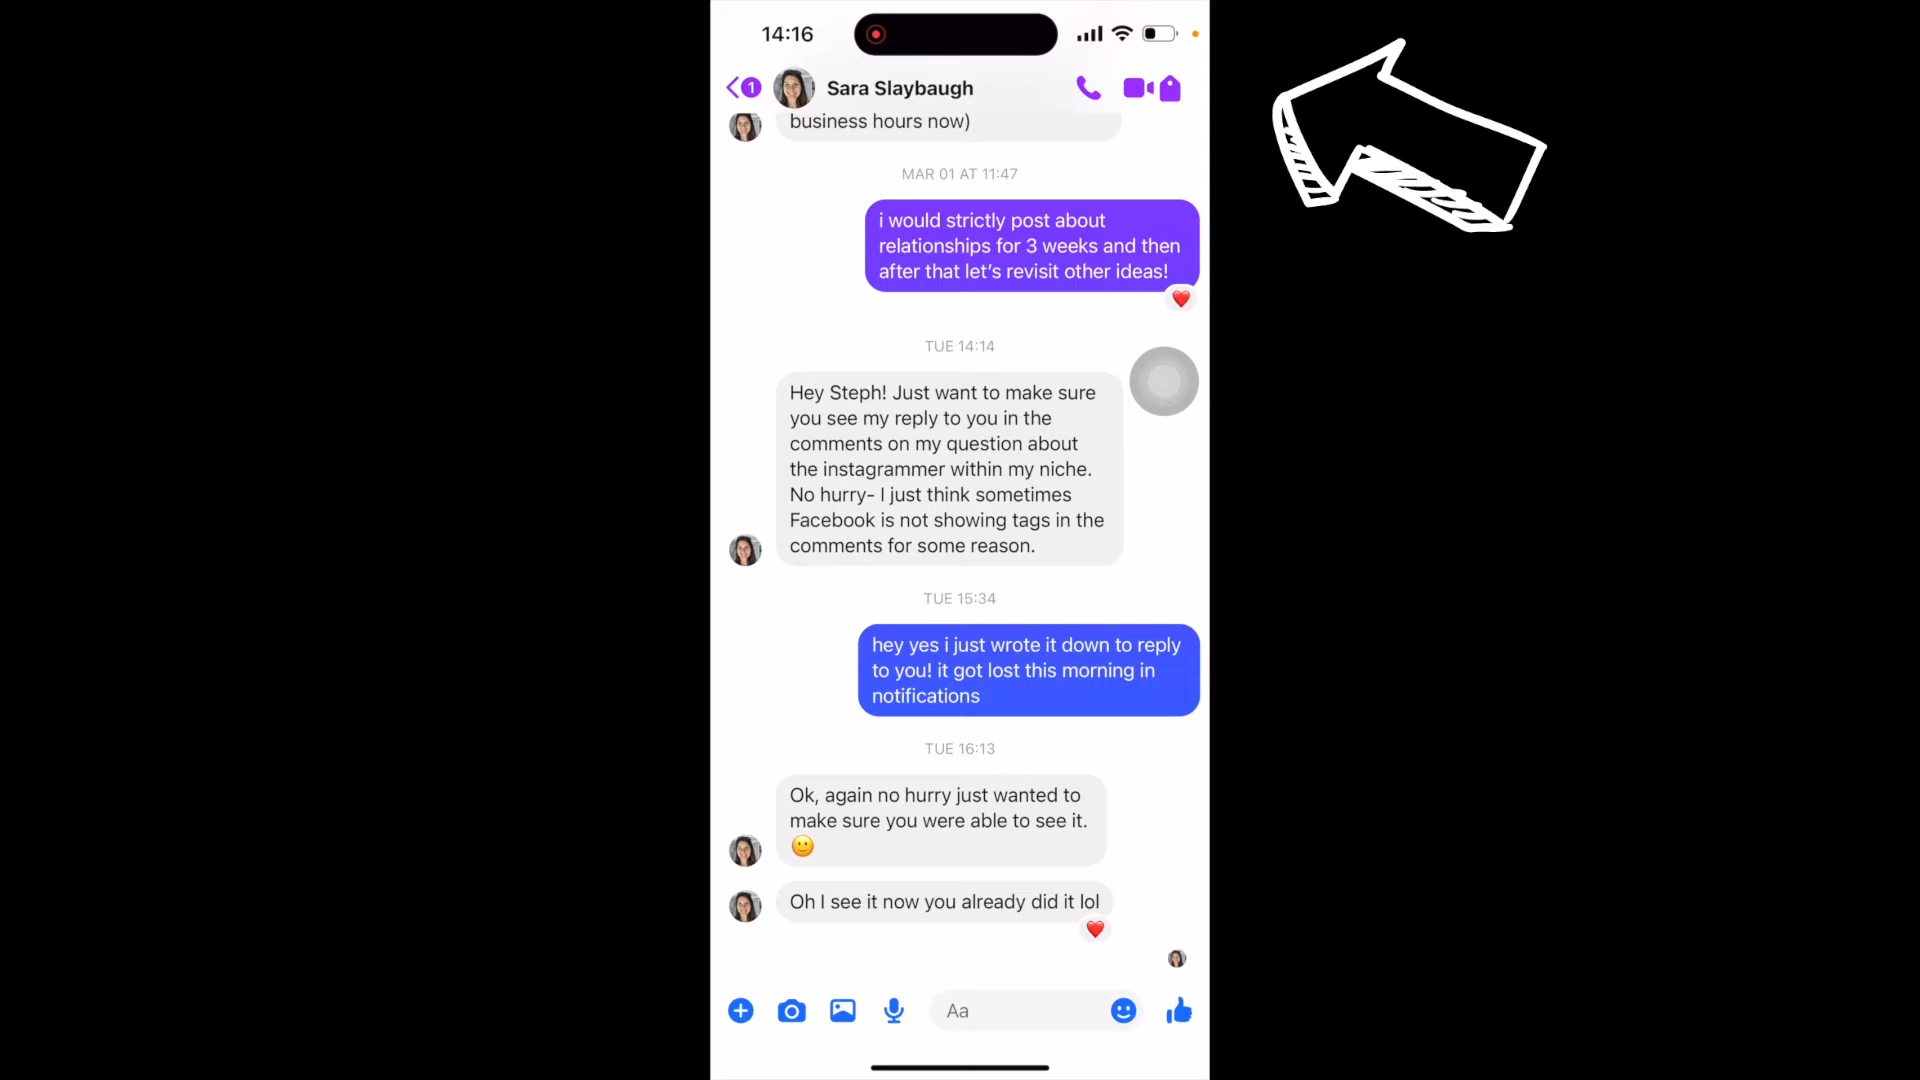 14:16
1
Sara Slaybaugh
business hours now)
MAR 01 AT 11:47
i would strictly post about
relationships for 3 weeks and then
after that let’s revisit other ideas!
TUE 14:14
Hey Steph! Just want to make sure
you see my reply to you in the
comments on my question about
the instagrammer within my niche.
No hurry- I just think sometimes
Facebook is not showing tags in the
comments for some reason.
TUE 15:34
hey yes i just wrote it down to reply
to you! it got lost this morning in
notifications
TUE 16:13
Ok, again no hurry just wanted to
make sure you were able to see it.
🙂
Oh I see it now you already did it lol
Aa